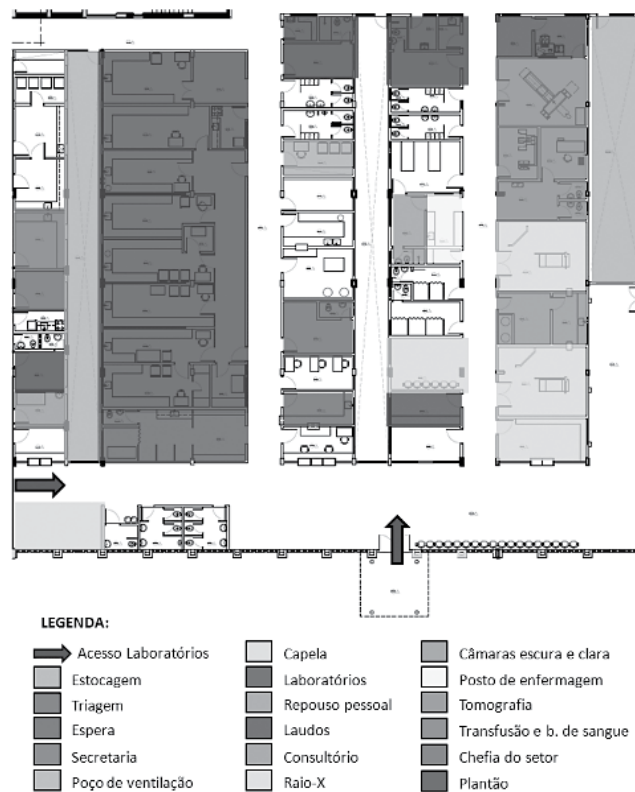 LEGENDA:
Acesso Laboratórios
Estocagem
Triagem
Espera
Secretaria
Poço de ventilação
Capela
Laboratórios
Repouso pessoal
Laudos
Consultório
Raio-X
Câmaras escura e clara
Posto de enfermagem
Tomografia
Transfusão e b. de sangue
Chefia do setor
Plantão